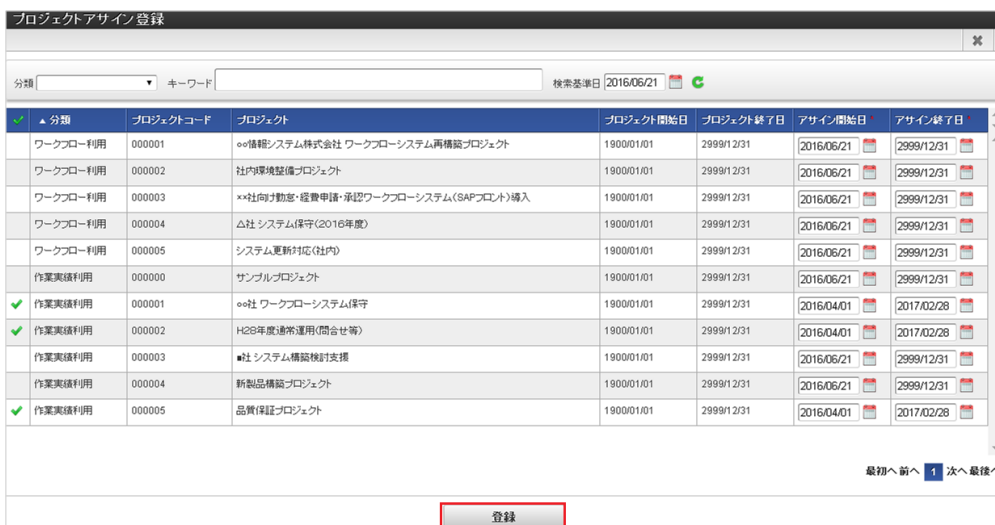 プロジェクトアサイン登録
分類 キーワード 検索基準日 2016/06/21
▲分類 プロジェクトコード プロジェクト プロジェクト開始日 プロジェクト終了日 アサイン開始日* アサイン終了日*
ワークフロー利用 000001 ○○情報システム株式会社 ワークフローシステム再構築プロジェクト 1900/01/01 2999/12/31 2016/06/21 2999/12/31
ワークフロー利用 000002 社内環境整備プロジェクト 1900/01/01 2999/12/31 2016/06/21 2999/12/31
ワークフロー利用 000003 ××社向け勤怠・経費申請・承認ワークフローシステム(SAPフロント)導入 1900/01/01 2999/12/31 2016/06/21 2999/12/31
ワークフロー利用 000004 △社 システム保守(2016年度) 1900/01/01 2999/12/31 2016/06/21 2999/12/31
ワークフロー利用 000005 システム更新対応(社内) 1900/01/01 2999/12/31 2016/06/21 2999/12/31
作業実績利用 000000 サンプルプロジェクト 1900/01/01 2999/12/31 2016/06/21 2999/12/31
作業実績利用 000001 ○○社 ワークフローシステム保守 1900/01/01 2999/12/31 2016/04/01 2017/02/28
作業実績利用 000002 H28年度通常運用(問合せ等) 1900/01/01 2999/12/31 2016/04/01 2017/02/28
作業実績利用 000003 ■社 システム構築検討支援 1900/01/01 2999/12/31 2016/06/21 2999/12/31
作業実績利用 000004 新製品構築プロジェクト 1900/01/01 2999/12/31 2016/06/21 2999/12/31
作業実績利用 000005 品質保証プロジェクト 1900/01/01 2999/12/31 2016/04/01 2017/02/28
最初へ 前へ 1 次へ 最後へ
登録